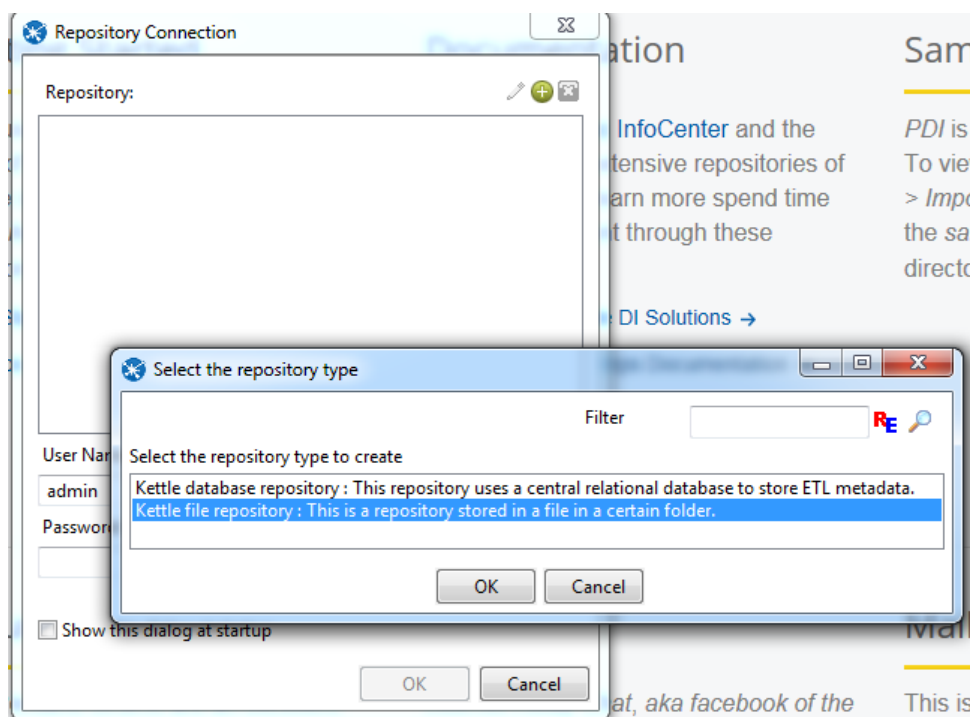 Repository Connection
Repository:
ation
Sam
InfoCenter and the
tensive repositories of
arn more spend time
t through these
PDI is
To vie
> Impo
the sa
directo
DI Solutions →
Select the repository type
Filter
RE
Select the repository type to create
Kettle database repository : This repository uses a central relational database to store ETL metadata.
Kettle file repository : This is a repository stored in a file in a certain folder.
OK
Cancel
User Nar
admin
Password
Show this dialog at startup
OK
Cancel
at, aka facebook of the
This is